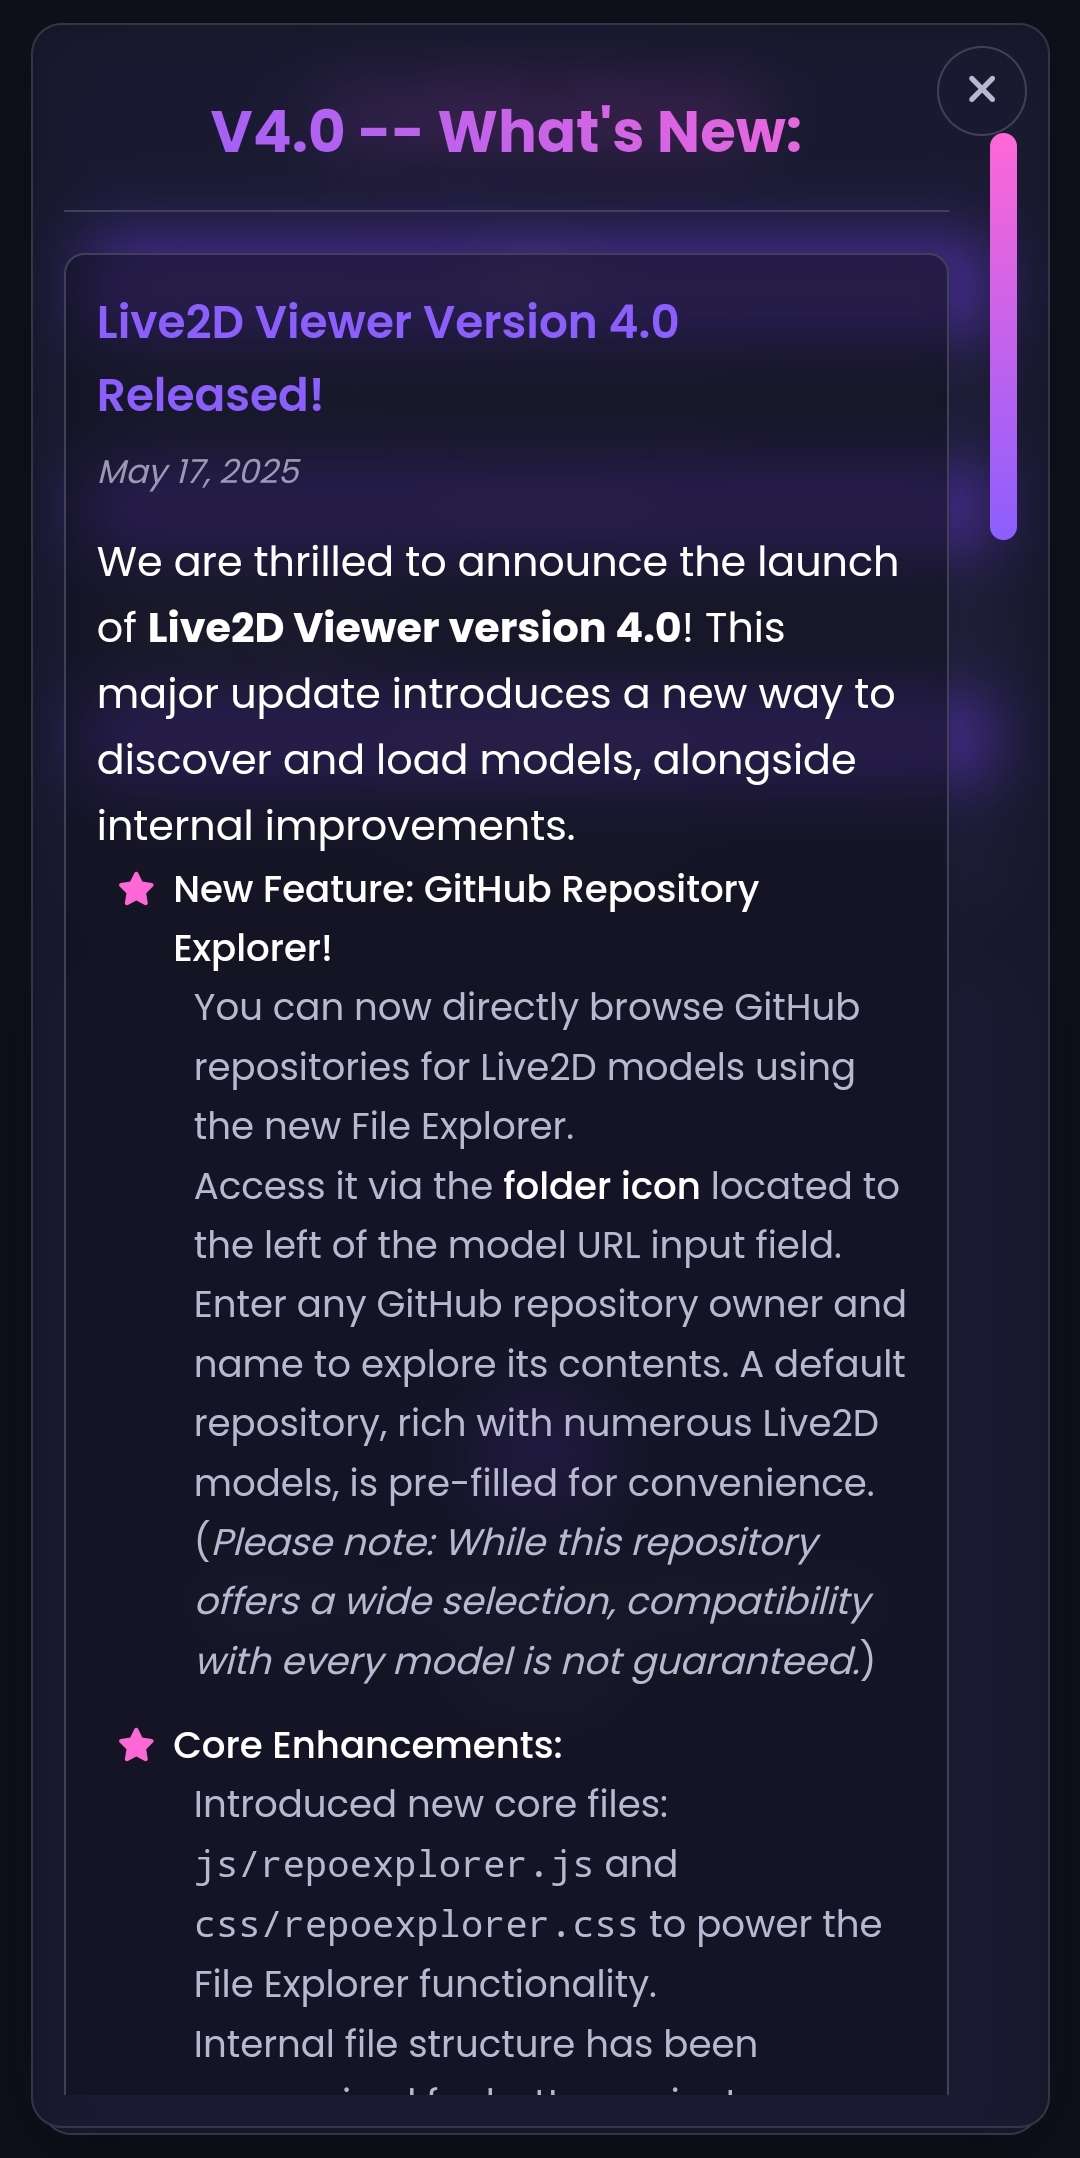 V4.0 -- What's New:
Live2D Viewer Version 4.0
Released!
May 17, 2025
We are thrilled to announce the launch
of Live2D Viewer version 4.0! This
major update introduces a new way to
discover and load models, alongside
internal improvements.
New Feature: GitHub Repository
Explorer!
You can now directly browse GitHub
repositories for Live2D models using
the new File Explorer.
Access it via the folder icon located to
the left of the model URL input field.
Enter any GitHub repository owner and
name to explore its contents. A default
repository, rich with numerous Live2D
models, is pre-filled for convenience.
(Please note: While this repository
offers a wide selection, compatibility
with every model is not guaranteed.)
Core Enhancements:
Introduced new core files:
js/repoexplorer.js and
css/repoexplorer.css to power the
File Explorer functionality.
Internal file structure has been